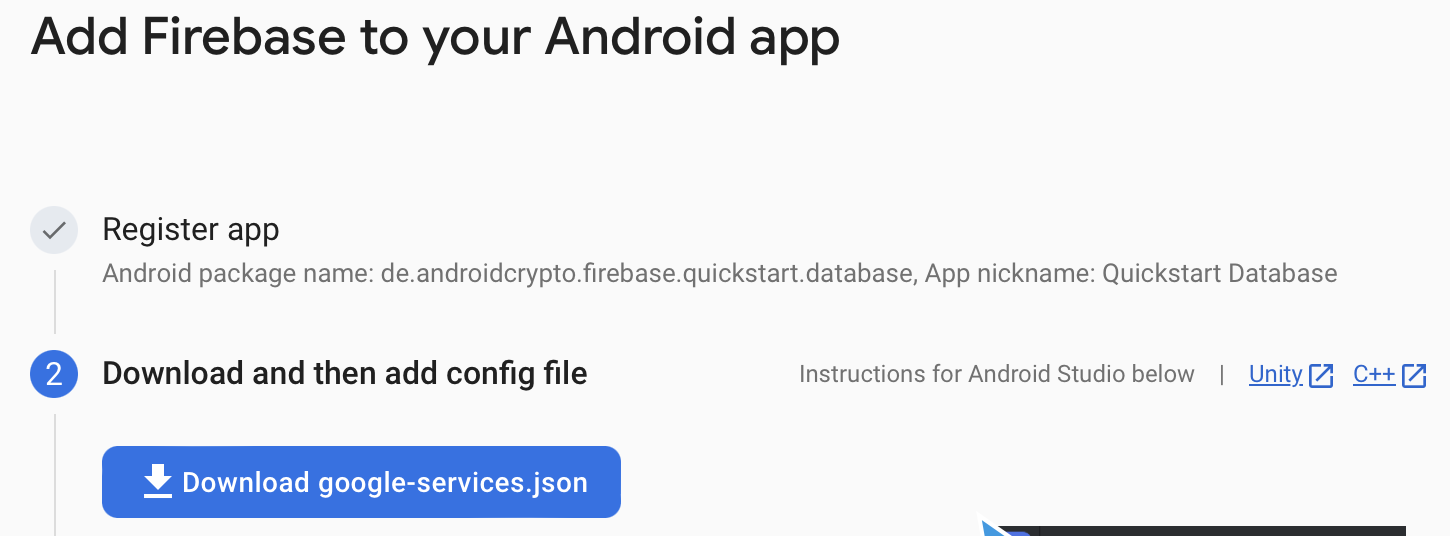 Add Firebase to your Android app
Register app
Android package name: de.androidcrypto.firebase.quickstart.database, App nickname: Quickstart Database
2 Download and then add config file Instructions for Android Studio below | Unity C++
Download google-services.json